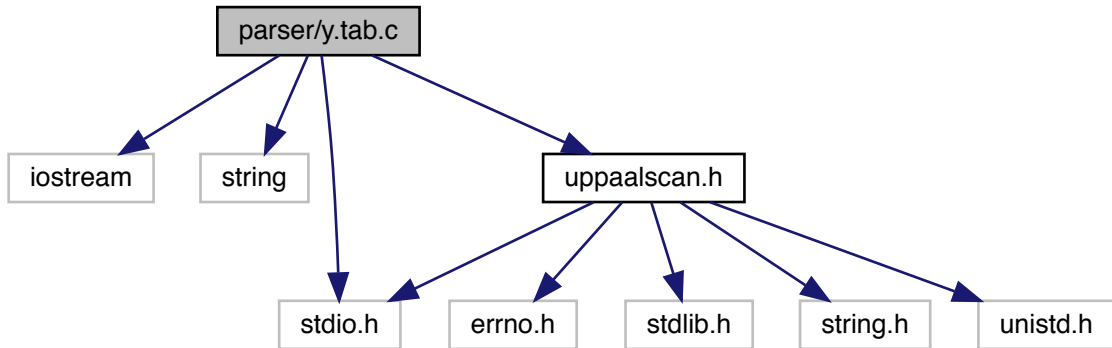 parser/y.tab.c
iostream
string
uppaalscan.h
stdio.h
errno.h
stdlib.h
string.h
unistd.h